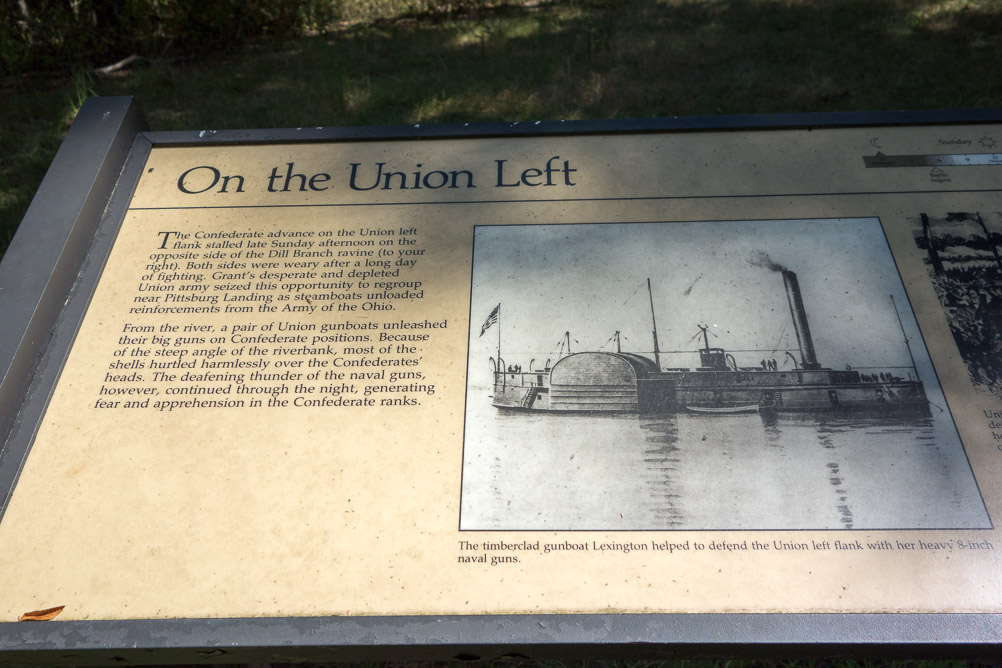 On the Union Left
Sunday
The Confederate advance on the Union left
flank stalled late Sunday afternoon on the
opposite side of the Dill Branch ravine (to your
right). Both sides were weary after a long day
of fighting. Grant's desperate and depleted
Union army seized this opportunity to regroup
near Pittsburg Landing as steamboats unloaded
reinforcements from the Army of the Ohio.
From the river, a pair of Union gunboats unleashed
their big guns on Confederate positions. Because
of the steep angle of the riverbank, most of the
shells hurtled harmlessly over the Confederates'
heads. The deafening thunder of the naval guns,
however, continued through the night, generating
fear and apprehension in the Confederate ranks.
The timberclad gunboat Lexington helped to defend the Union left flank with her heavy 8-inch
naval guns.